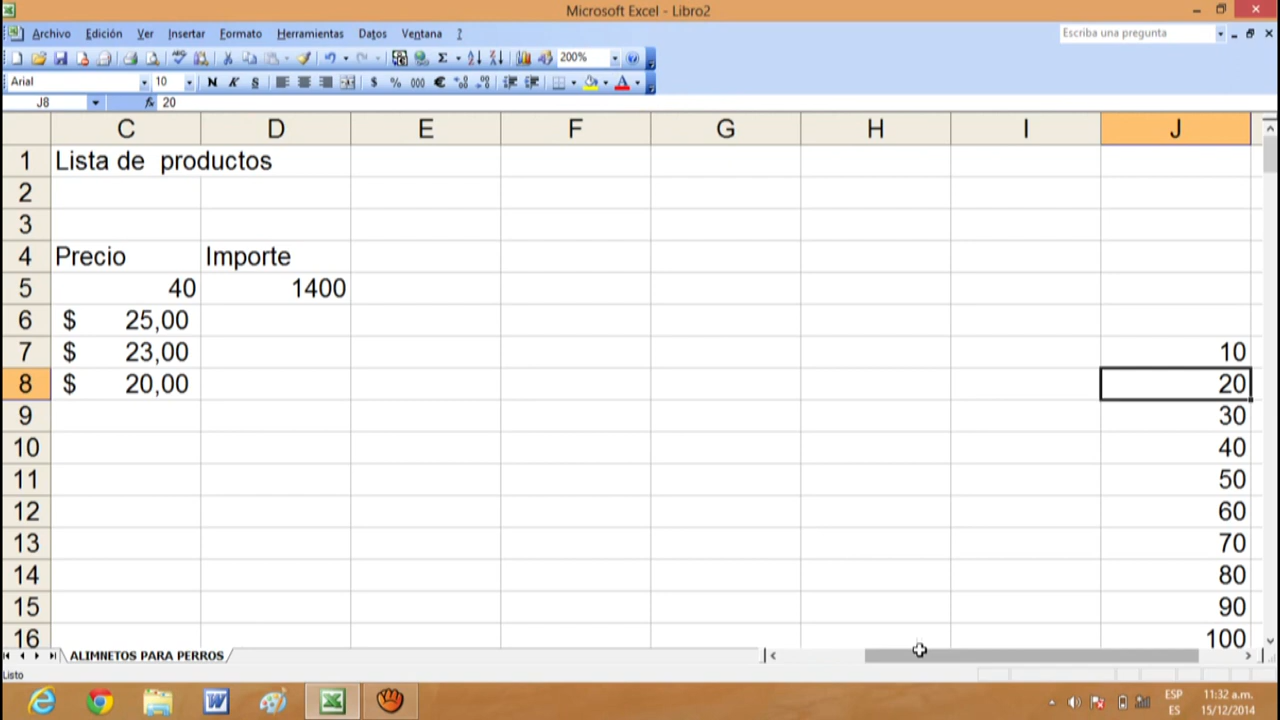 Microsoft Excel - Libro2
Archivo Edición Ver Insertar Formato Herramientas Datos Ventana ? Escriba una pregunta
200%
Arial 10 N K S $ % 000 €
J8 fx 20
C D E F G H I J
1 Lista de productos
2
3
4 Precio Importe
5 40 1400
6 $ 25,00
7 $ 23,00 10
8 $ 20,00 20
9 30
10 40
11 50
12 60
13 70
14 80
15 90
16 100
ALIMNETOS PARA PERROS
Listo
ESP 11:32 a.m.
ES 15/12/2014